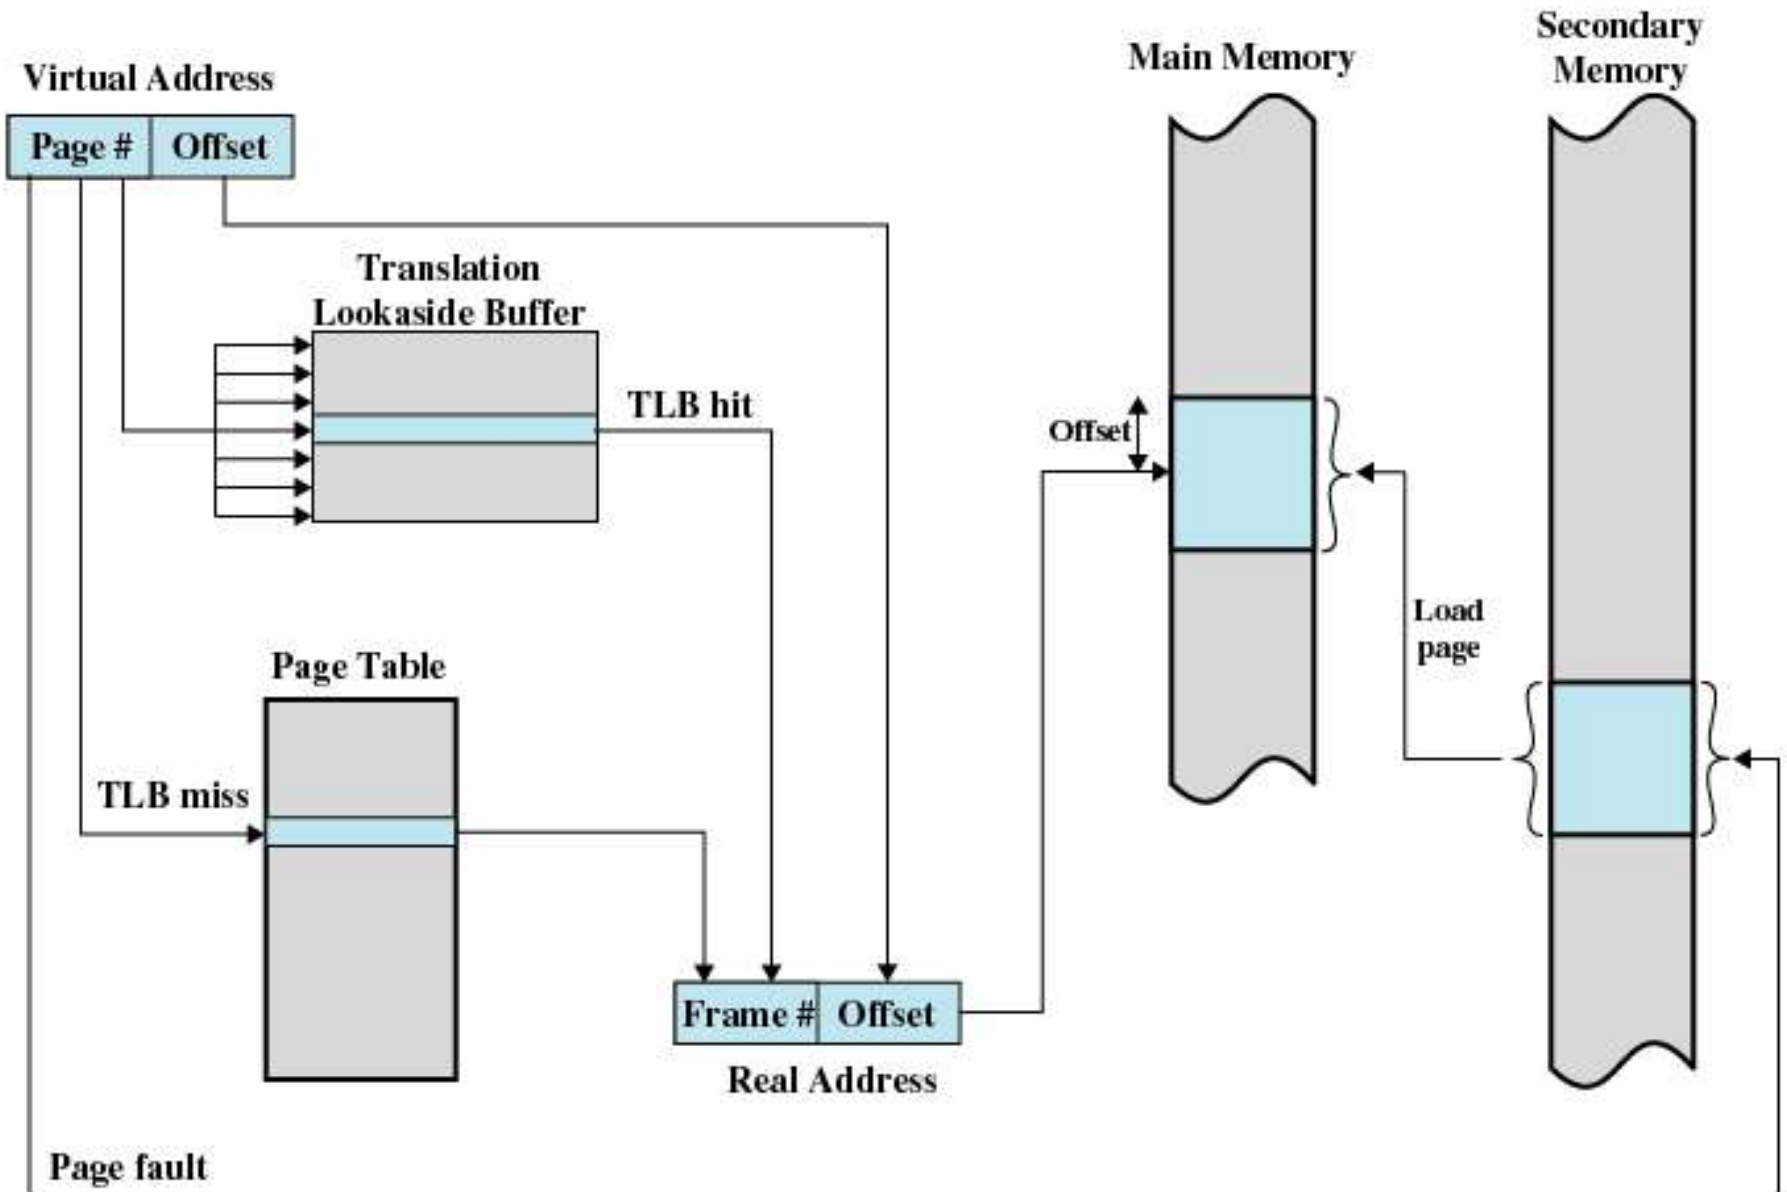 Secondary
Memory
Main Memory
Virtual Address
Page #
Offset
Translation
Lookaside Buffer
TLB hit
Offset
Load
page
Page Table
TLB miss
Frame #
Offset
Real Address
Page fault